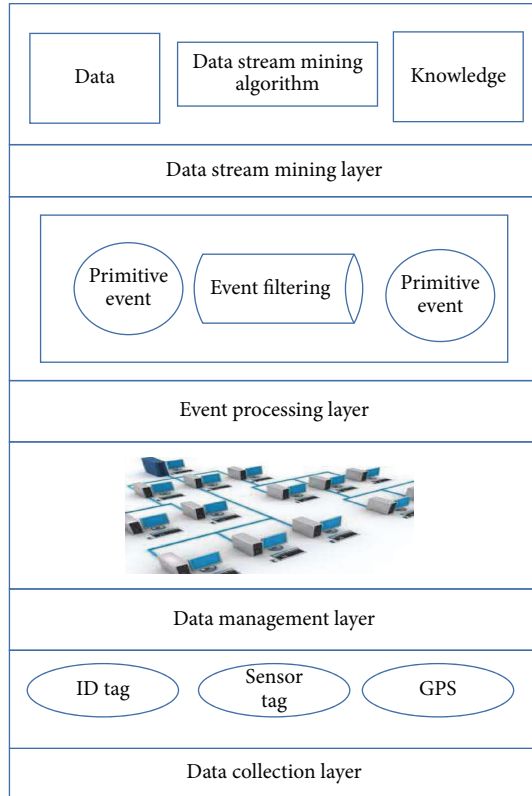 Data
Data stream mining
algorithm
Knowledge
Data stream mining layer
Primitive
event
Event filtering
Primitive
event
Event processing layer
Data management layer
ID tag
Sensor
tag
GPS
Data collection layer